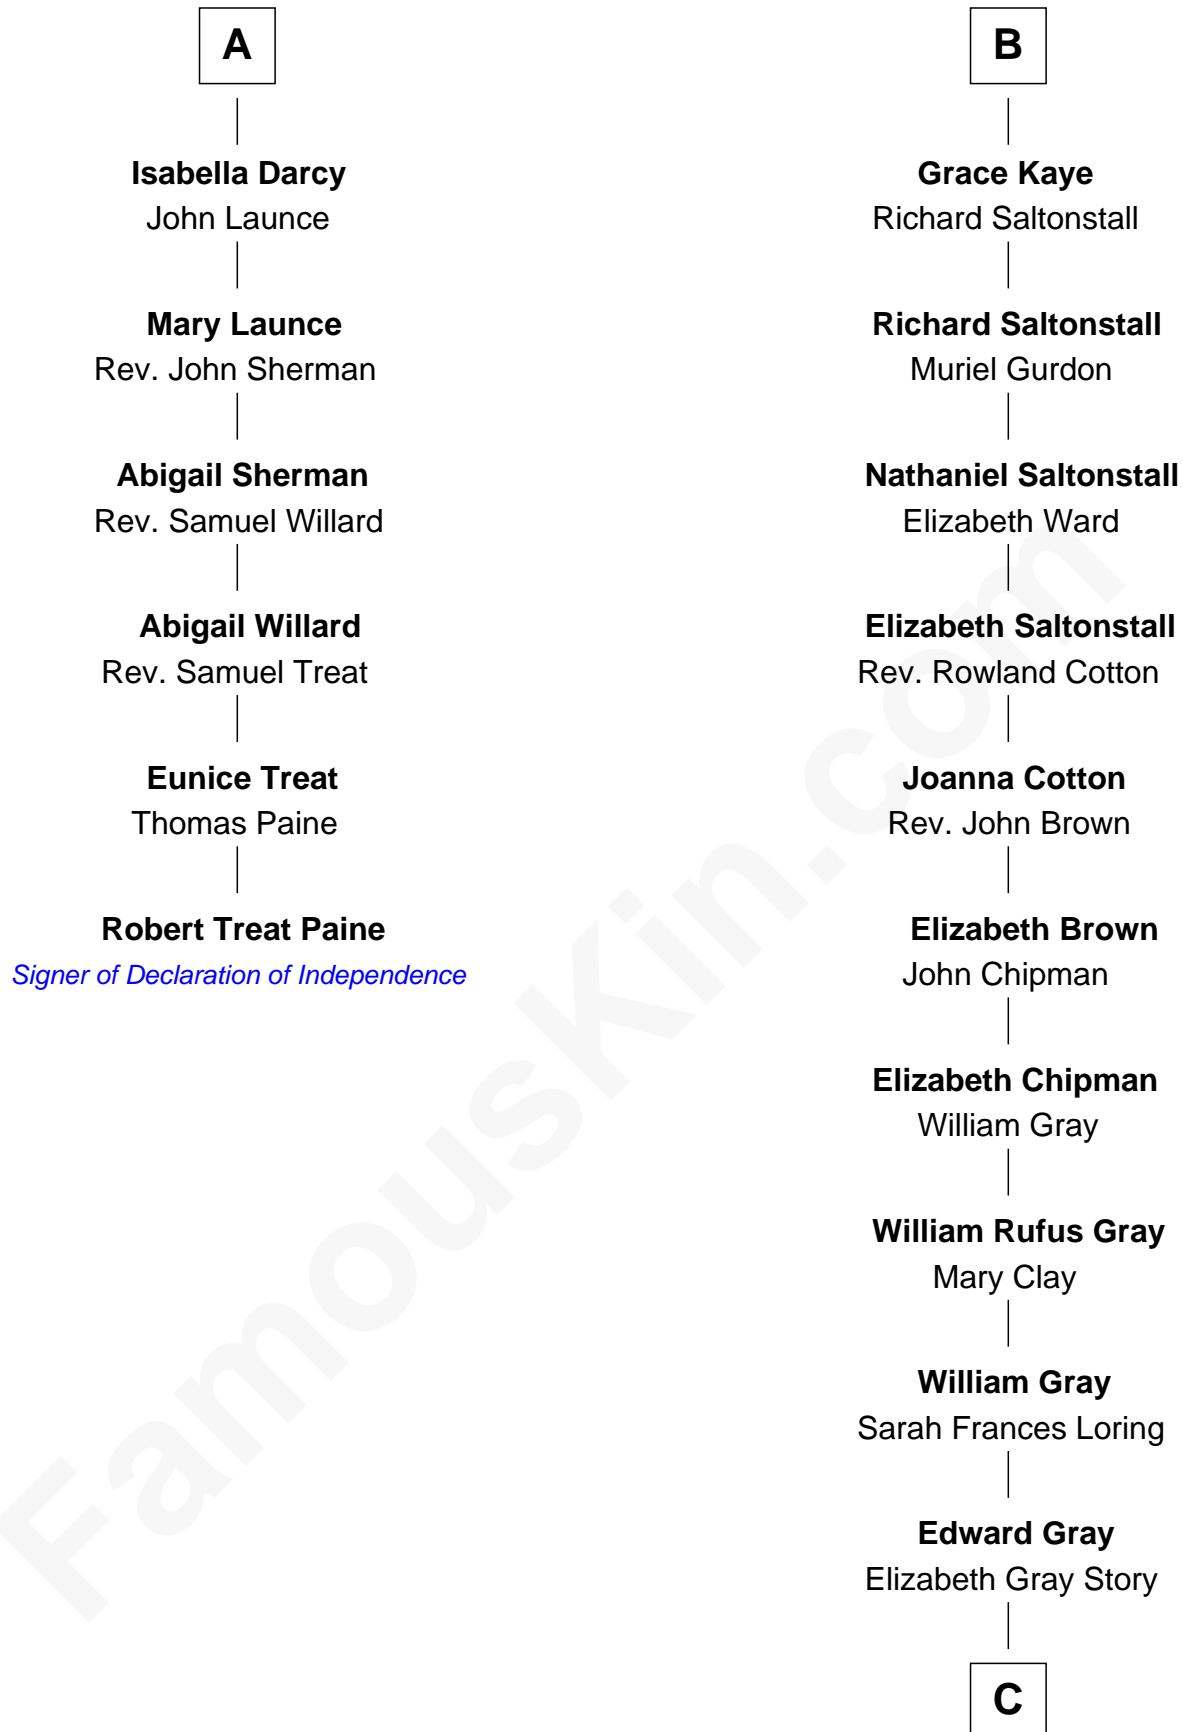 A
Isabella Darcy
John Launce
Mary Launce
Rev. John Sherman
Abigail Sherman
Rev. Samuel Willard
Abigail Willard
Rev. Samuel Treat
Eunice Treat
Thomas Paine
Robert Treat Paine
Signer of Declaration of Independence
B
Grace Kaye
Richard Saltonstall
Richard Saltonstall
Muriel Gurdon
Nathaniel Saltonstall
Elizabeth Ward
Elizabeth Saltonstall
Rev. Rowland Cotton
Joanna Cotton
Rev. John Brown
Elizabeth Brown
John Chipman
Elizabeth Chipman
William Gray
William Rufus Gray
Mary Clay
William Gray
Sarah Frances Loring
Edward Gray
Elizabeth Gray Story
C
FamousKin.com